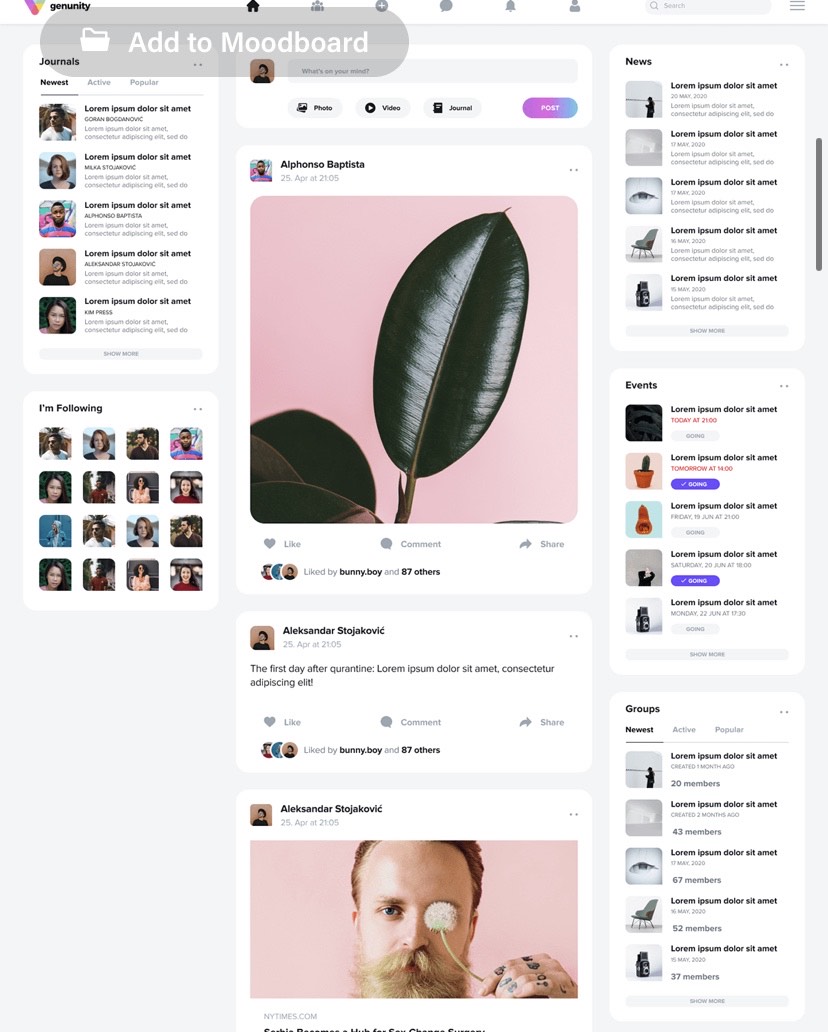 genunity
Search
Add to Moodboard
Journals
Newest
Active
Popular
Lorem ipsum dolor sit amet
GORAN BOGDANOVIĆ
Lorem ipsum dolor sit amet,
consectetur adipiscing elit, sed do
Lorem ipsum dolor sit amet
MILKA STOJAKOVIĆ
Lorem ipsum dolor sit amet,
consectetur adipiscing elit, sed do
Lorem ipsum dolor sit amet
ALPHONSO BAPTISTA
Lorem ipsum dolor sit amet,
consectetur adipiscing elit, sed do
Lorem ipsum dolor sit amet
ALEKSANDAR STOJAKOVIĆ
Lorem ipsum dolor sit amet,
consectetur adipiscing elit, sed do
Lorem ipsum dolor sit amet
KIM PRESS
Lorem ipsum dolor sit amet,
consectetur adipiscing elit, sed do
SHOW MORE
I'm Following
What's on your mind?
Photo
Video
Journal
POST
Alphonso Baptista
25. Apr at 21:05
Like
Comment
Share
Liked by bunny.boy and 87 others
Aleksandar Stojaković
25. Apr at 21:05
The first day after qurantine: Lorem ipsum dolor sit amet, consectetur
adipiscing elit!
Like
Comment
Share
Liked by bunny.boy and 87 others
Aleksandar Stojaković
25. Apr at 21:05
NYTIMES.COM
Serbia Becomes a Hub for Sex-Change Surgery
News
Lorem ipsum dolor sit amet
20 MAY, 2020
Lorem ipsum dolor sit amet,
consectetur adipiscing elit, sed do
Lorem ipsum dolor sit amet
17 MAY, 2020
Lorem ipsum dolor sit amet,
consectetur adipiscing elit, sed do
Lorem ipsum dolor sit amet
17 MAY, 2020
Lorem ipsum dolor sit amet,
consectetur adipiscing elit, sed do
Lorem ipsum dolor sit amet
16 MAY, 2020
Lorem ipsum dolor sit amet,
consectetur adipiscing elit, sed do
Lorem ipsum dolor sit amet
15 MAY, 2020
Lorem ipsum dolor sit amet,
consectetur adipiscing elit, sed do
SHOW MORE
Events
Lorem ipsum dolor sit amet
TODAY AT 21:00
GOING
Lorem ipsum dolor sit amet
TOMORROW AT 14:00
GOING
Lorem ipsum dolor sit amet
FRIDAY, 19 JUN AT 21:00
GOING
Lorem ipsum dolor sit amet
SATURDAY, 20 JUN AT 18:00
GOING
Lorem ipsum dolor sit amet
MONDAY, 22 JUN AT 17:30
GOING
SHOW MORE
Groups
Newest
Active
Popular
Lorem ipsum dolor sit amet
CREATED 1 MONTH AGO
20 members
Lorem ipsum dolor sit amet
CREATED 2 MONTHS AGO
43 members
Lorem ipsum dolor sit amet
17 MAY, 2020
67 members
Lorem ipsum dolor sit amet
16 MAY, 2020
52 members
Lorem ipsum dolor sit amet
15 MAY, 2020
37 members
SHOW MORE